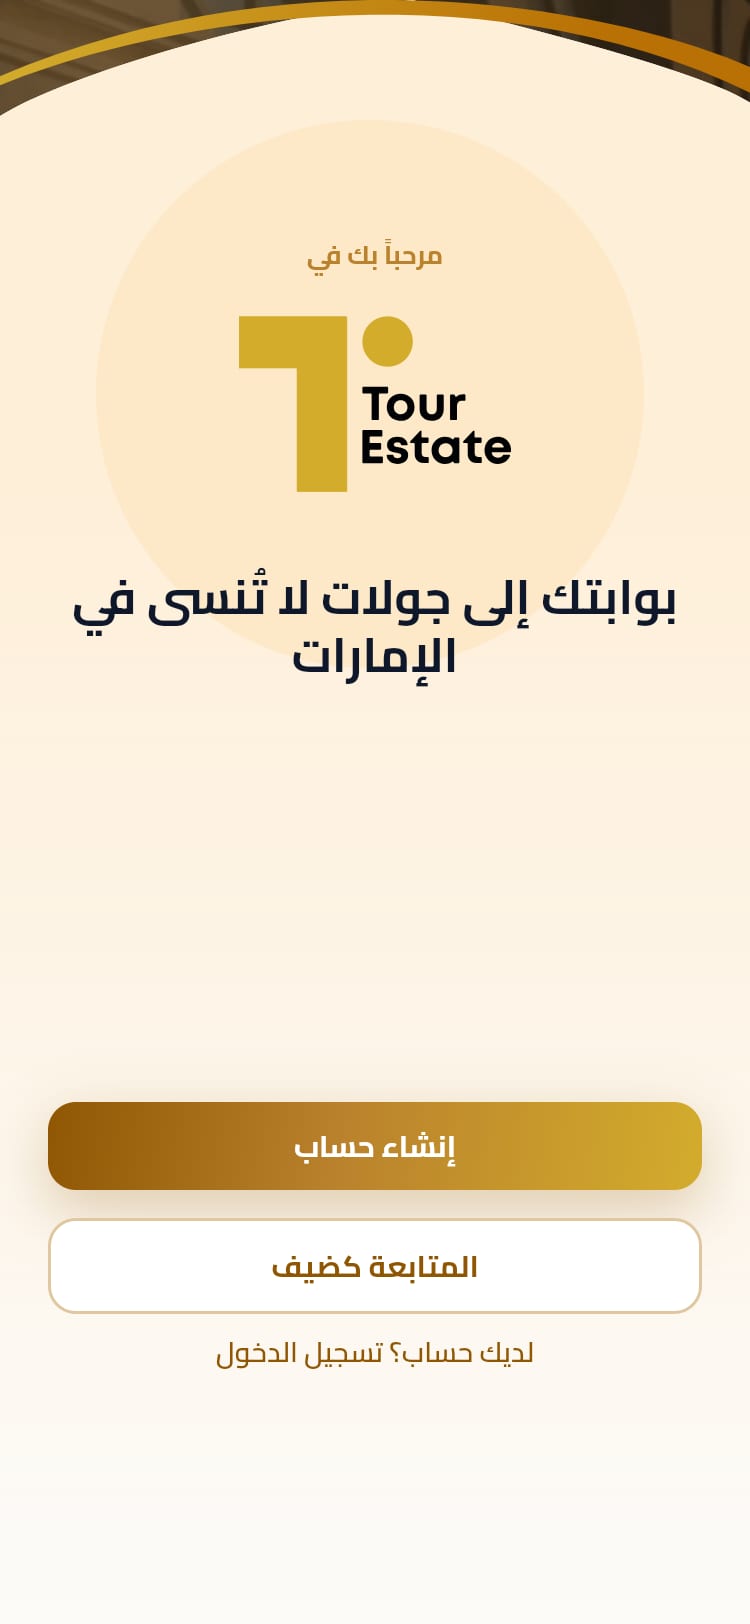 مرحباً بك في
Tour
Estate
بوابتك إلى جولات لا تُنسى في
الإمارات
إنشاء حساب
المتابعة كضيف
لديك حساب؟ تسجيل الدخول